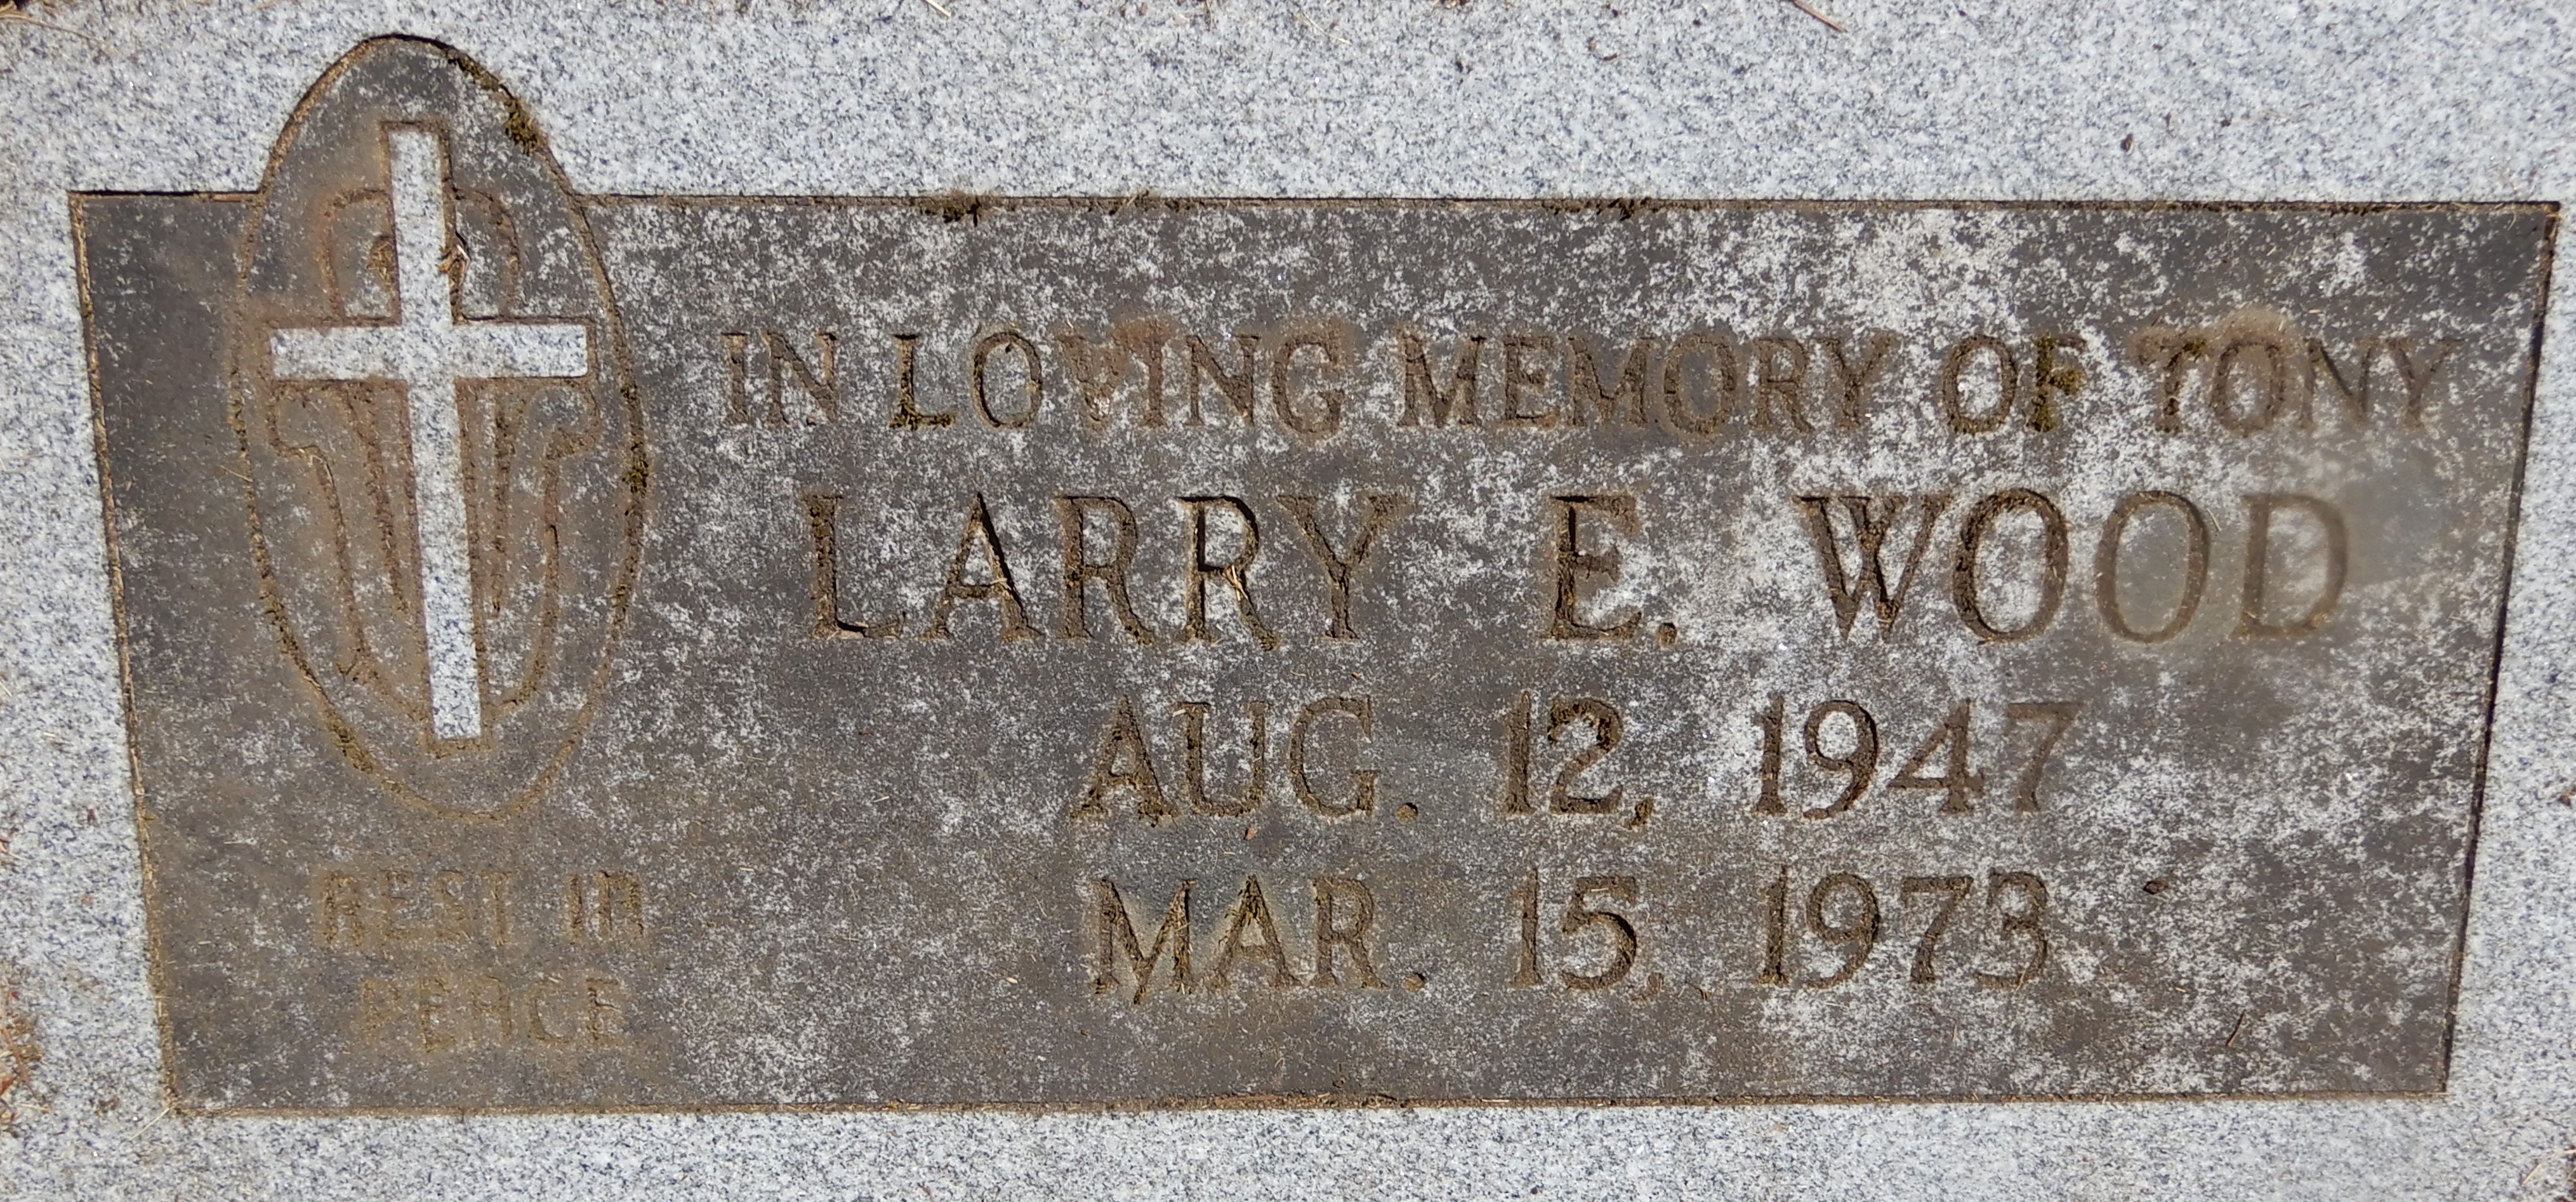 IN LOVING MEMORY OF TONY
LARRY E. WOOD
AUG. 12, 1947
MAR. 15, 1973
REST IN
PEACE